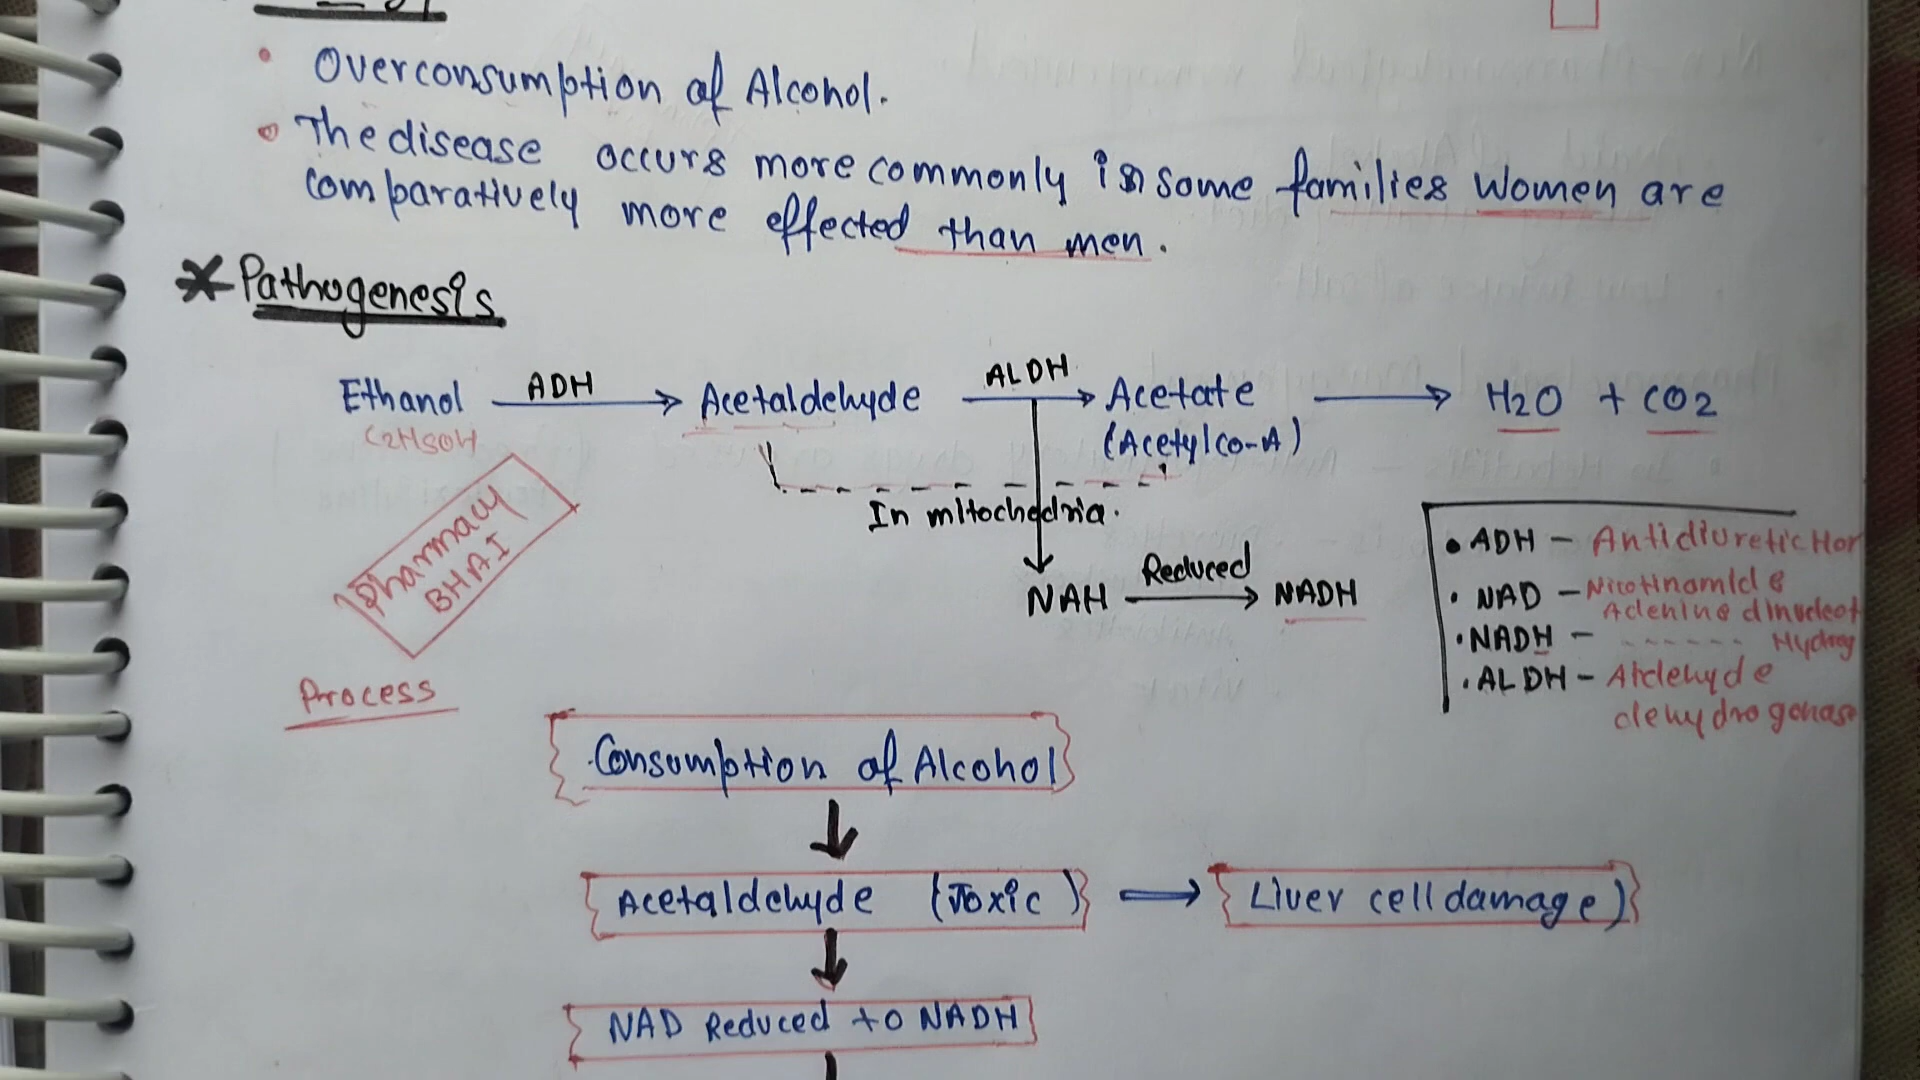 Overconsumption of Alcohol.
The disease occurs more commonly in some families women are
comparatively more effected than men.
Pathogenesis
Ethanol ADH Acetaldehyde ALDH Acetate H2O + CO2
C2H5OH (Acetyl Co-A)
In mitochodria.
NAH Reduced NADH
Pharmacy
BHAI
• ADH - Antidiuretic Hor
• NAD - Nicotinamide
Adenine dinucleot
• NADH - ------ Hydrog
• ALDH - Aldehyde
dehydrogenase
Process
Consumption of Alcohol
Acetaldehyde (Toxic) Liver cell damage)
NAD Reduced to NADH